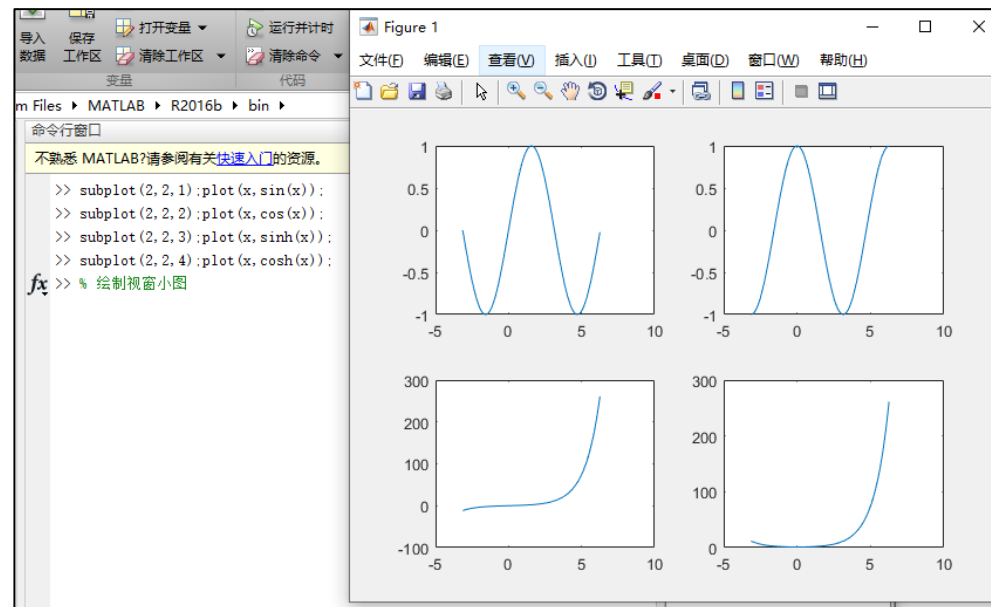 打开变量 运行并计时
导入 保存
数据 工作区 清除工作区 清除命令
变量 代码
m Files MATLAB R2016b bin
命令行窗口
不熟悉 MATLAB?请参阅有关快速入门的资源。
>> subplot(2,2,1);plot(x,sin(x));
>> subplot(2,2,2);plot(x,cos(x));
>> subplot(2,2,3);plot(x,sinh(x));
>> subplot(2,2,4);plot(x,cosh(x));
fx >> % 绘制视窗小图
Figure 1
文件(F) 编辑(E) 查看(V) 插入(I) 工具(T) 桌面(D) 窗口(W) 帮助(H)
1
0.5
0
-0.5
-1
-5 0 5 10
1
0.5
0
-0.5
-1
-5 0 5 10
300
200
100
0
-100
-5 0 5 10
300
200
100
0
-5 0 5 10